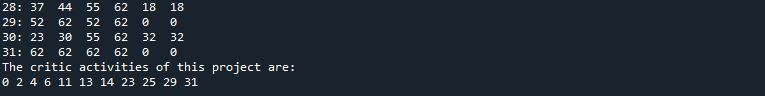 28: 37 44 55 62 18 18
29: 52 62 52 62 0 0
30: 23 30 55 62 32 32
31: 62 62 62 62 0 0
The critic activities of this project are:
0 2 4 6 11 13 14 23 25 29 31